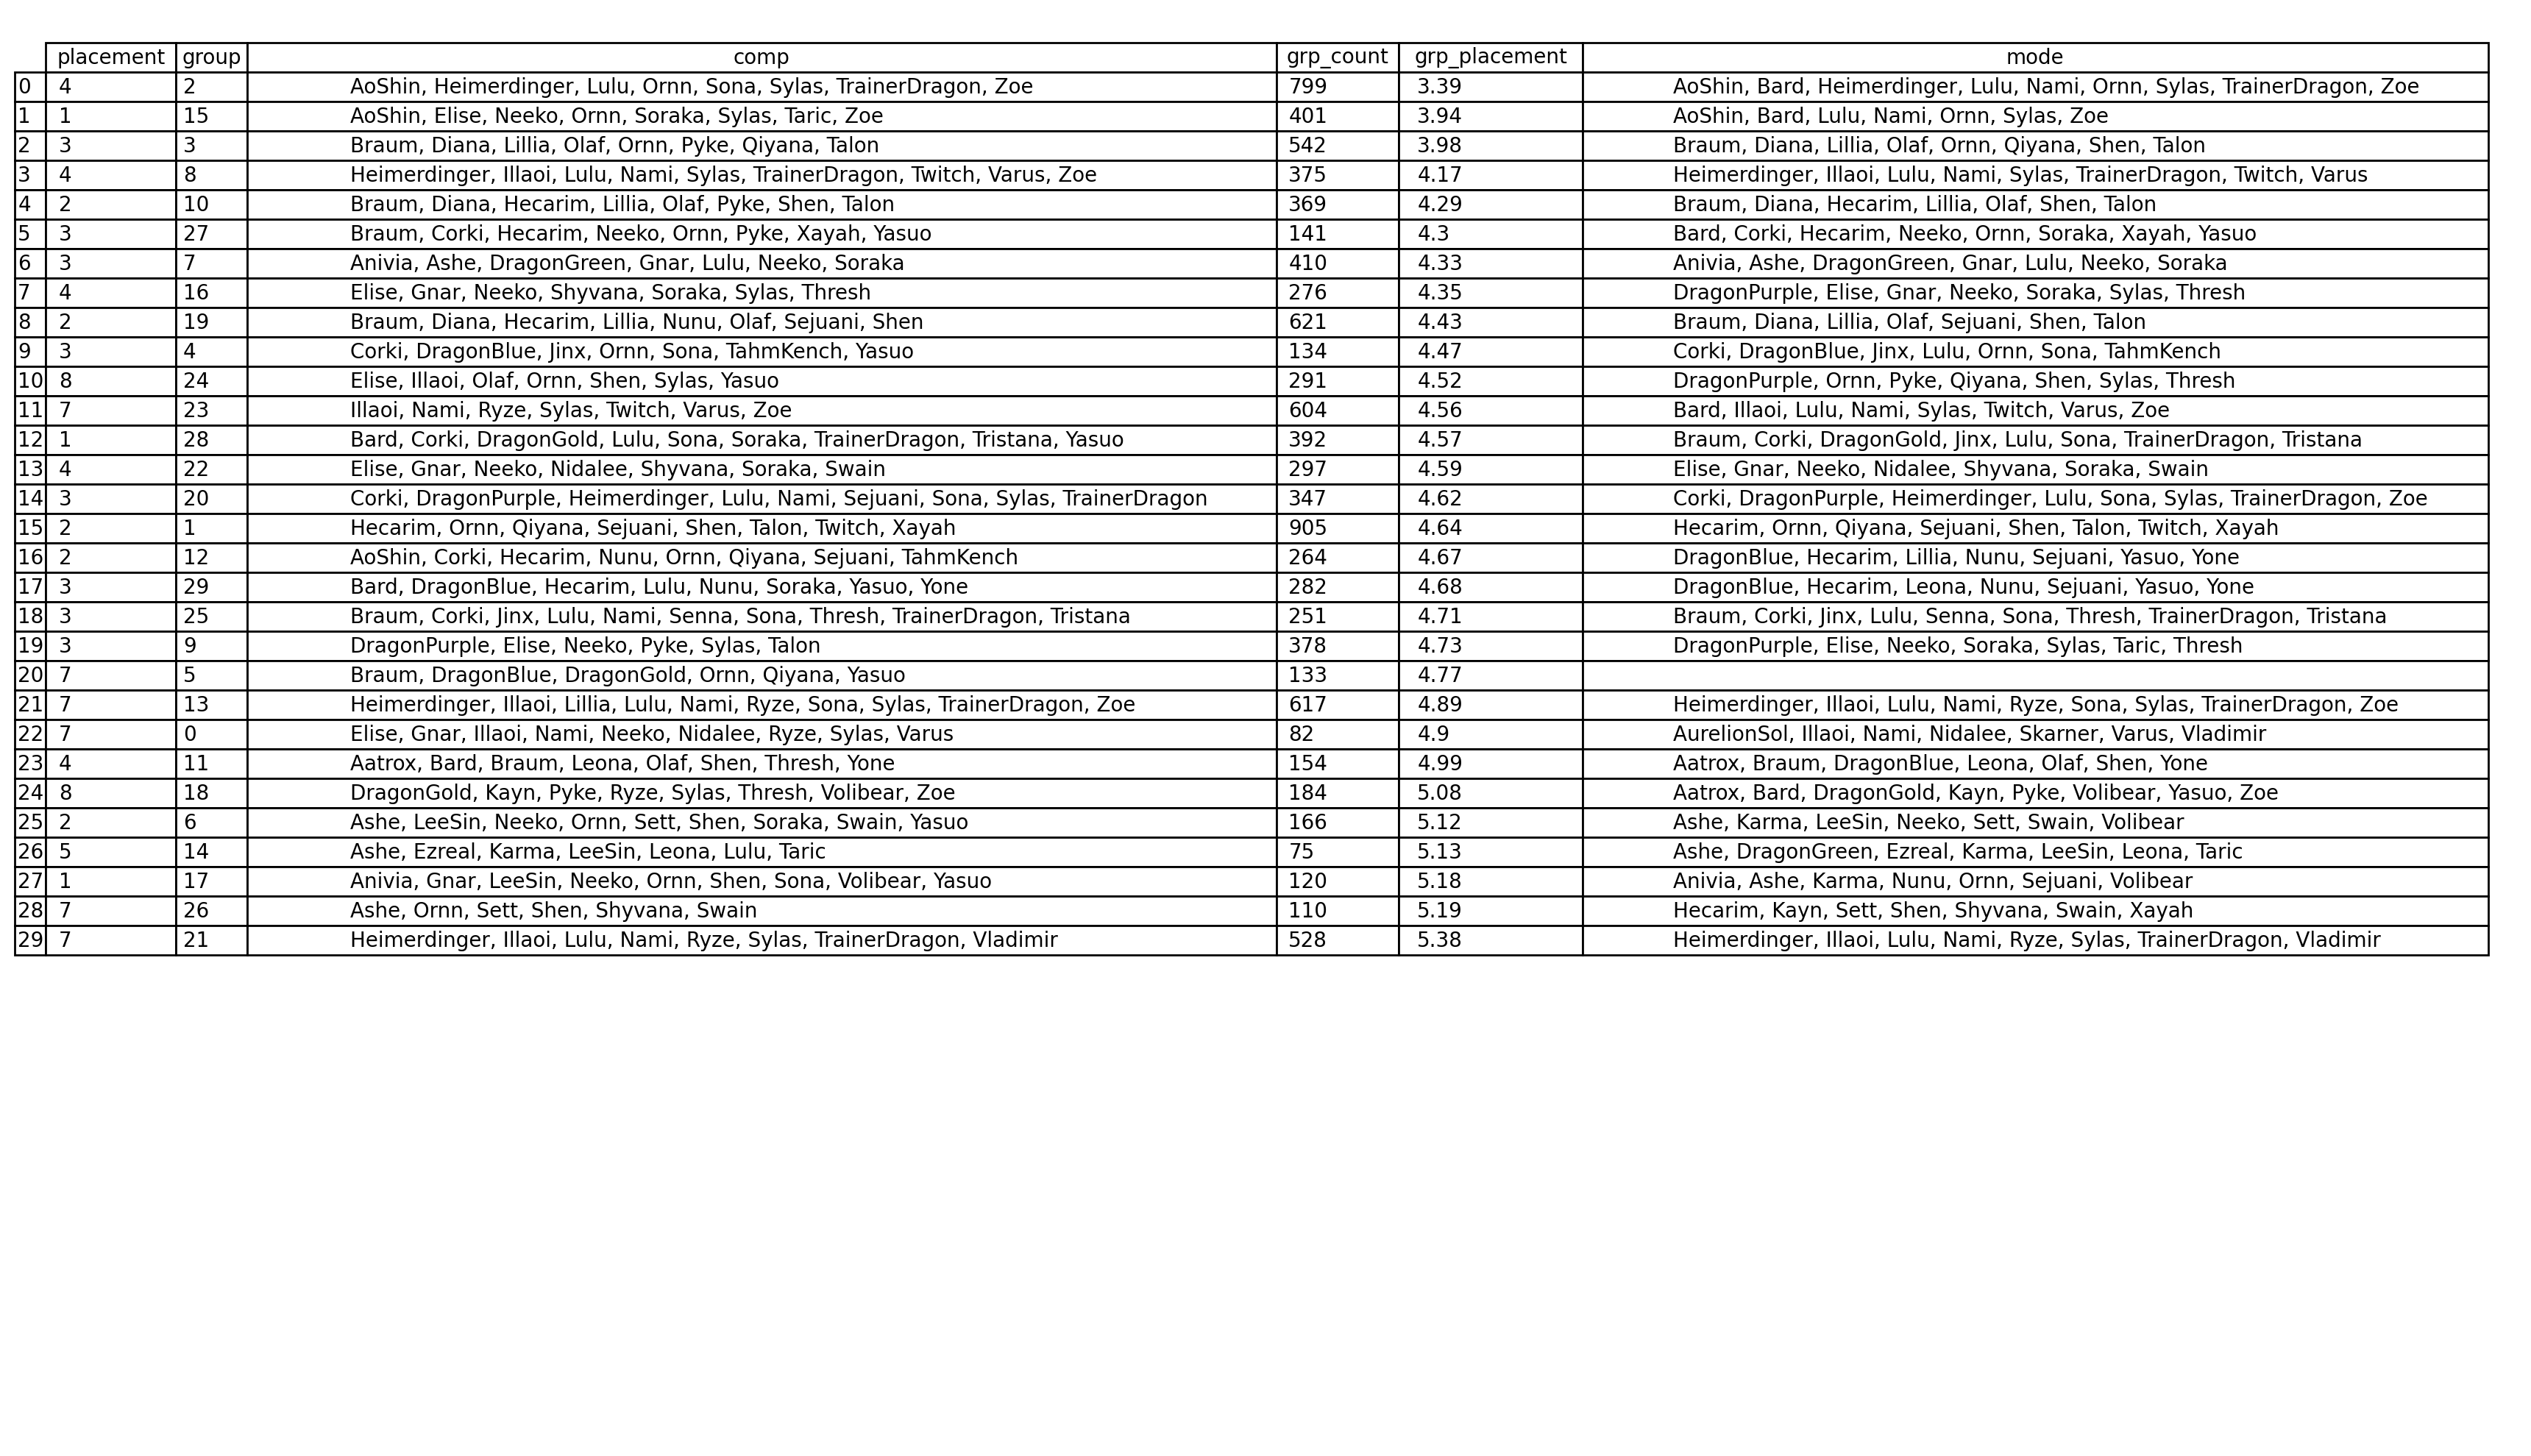 placement group comp grp_count grp_placement mode
0 4 2 AoShin, Heimerdinger, Lulu, Ornn, Sona, Sylas, TrainerDragon, Zoe 799 3.39 AoShin, Bard, Heimerdinger, Lulu, Nami, Ornn, Sylas, TrainerDragon, Zoe
1 1 15 AoShin, Elise, Neeko, Ornn, Soraka, Sylas, Taric, Zoe 401 3.94 AoShin, Bard, Lulu, Nami, Ornn, Sylas, Zoe
2 3 3 Braum, Diana, Lillia, Olaf, Ornn, Pyke, Qiyana, Talon 542 3.98 Braum, Diana, Lillia, Olaf, Ornn, Qiyana, Shen, Talon
3 4 8 Heimerdinger, Illaoi, Lulu, Nami, Sylas, TrainerDragon, Twitch, Varus, Zoe 375 4.17 Heimerdinger, Illaoi, Lulu, Nami, Sylas, TrainerDragon, Twitch, Varus
4 2 10 Braum, Diana, Hecarim, Lillia, Olaf, Pyke, Shen, Talon 369 4.29 Braum, Diana, Hecarim, Lillia, Olaf, Shen, Talon
5 3 27 Braum, Corki, Hecarim, Neeko, Ornn, Pyke, Xayah, Yasuo 141 4.3 Bard, Corki, Hecarim, Neeko, Ornn, Soraka, Xayah, Yasuo
6 3 7 Anivia, Ashe, DragonGreen, Gnar, Lulu, Neeko, Soraka 410 4.33 Anivia, Ashe, DragonGreen, Gnar, Lulu, Neeko, Soraka
7 4 16 Elise, Gnar, Neeko, Shyvana, Soraka, Sylas, Thresh 276 4.35 DragonPurple, Elise, Gnar, Neeko, Soraka, Sylas, Thresh
8 2 19 Braum, Diana, Hecarim, Lillia, Nunu, Olaf, Sejuani, Shen 621 4.43 Braum, Diana, Lillia, Olaf, Sejuani, Shen, Talon
9 3 4 Corki, DragonBlue, Jinx, Ornn, Sona, TahmKench, Yasuo 134 4.47 Corki, DragonBlue, Jinx, Lulu, Ornn, Sona, TahmKench
10 8 24 Elise, Illaoi, Olaf, Ornn, Shen, Sylas, Yasuo 291 4.52 DragonPurple, Ornn, Pyke, Qiyana, Shen, Sylas, Thresh
11 7 23 Illaoi, Nami, Ryze, Sylas, Twitch, Varus, Zoe 604 4.56 Bard, Illaoi, Lulu, Nami, Sylas, Twitch, Varus, Zoe
12 1 28 Bard, Corki, DragonGold, Lulu, Sona, Soraka, TrainerDragon, Tristana, Yasuo 392 4.57 Braum, Corki, DragonGold, Jinx, Lulu, Sona, TrainerDragon, Tristana
13 4 22 Elise, Gnar, Neeko, Nidalee, Shyvana, Soraka, Swain 297 4.59 Elise, Gnar, Neeko, Nidalee, Shyvana, Soraka, Swain
14 3 20 Corki, DragonPurple, Heimerdinger, Lulu, Nami, Sejuani, Sona, Sylas, TrainerDragon 347 4.62 Corki, DragonPurple, Heimerdinger, Lulu, Sona, Sylas, TrainerDragon, Zoe
15 2 1 Hecarim, Ornn, Qiyana, Sejuani, Shen, Talon, Twitch, Xayah 905 4.64 Hecarim, Ornn, Qiyana, Sejuani, Shen, Talon, Twitch, Xayah
16 2 12 AoShin, Corki, Hecarim, Nunu, Ornn, Qiyana, Sejuani, TahmKench 264 4.67 DragonBlue, Hecarim, Lillia, Nunu, Sejuani, Yasuo, Yone
17 3 29 Bard, DragonBlue, Hecarim, Lulu, Nunu, Soraka, Yasuo, Yone 282 4.68 DragonBlue, Hecarim, Leona, Nunu, Sejuani, Yasuo, Yone
18 3 25 Braum, Corki, Jinx, Lulu, Nami, Senna, Sona, Thresh, TrainerDragon, Tristana 251 4.71 Braum, Corki, Jinx, Lulu, Senna, Sona, Thresh, TrainerDragon, Tristana
19 3 9 DragonPurple, Elise, Neeko, Pyke, Sylas, Talon 378 4.73 DragonPurple, Elise, Neeko, Soraka, Sylas, Taric, Thresh
20 7 5 Braum, DragonBlue, DragonGold, Ornn, Qiyana, Yasuo 133 4.77
21 7 13 Heimerdinger, Illaoi, Lillia, Lulu, Nami, Ryze, Sona, Sylas, TrainerDragon, Zoe 617 4.89 Heimerdinger, Illaoi, Lulu, Nami, Ryze, Sona, Sylas, TrainerDragon, Zoe
22 7 0 Elise, Gnar, Illaoi, Nami, Neeko, Nidalee, Ryze, Sylas, Varus 82 4.9 AurelionSol, Illaoi, Nami, Nidalee, Skarner, Varus, Vladimir
23 4 11 Aatrox, Bard, Braum, Leona, Olaf, Shen, Thresh, Yone 154 4.99 Aatrox, Braum, DragonBlue, Leona, Olaf, Shen, Yone
24 8 18 DragonGold, Kayn, Pyke, Ryze, Sylas, Thresh, Volibear, Zoe 184 5.08 Aatrox, Bard, DragonGold, Kayn, Pyke, Volibear, Yasuo, Zoe
25 2 6 Ashe, LeeSin, Neeko, Ornn, Sett, Shen, Soraka, Swain, Yasuo 166 5.12 Ashe, Karma, LeeSin, Neeko, Sett, Swain, Volibear
26 5 14 Ashe, Ezreal, Karma, LeeSin, Leona, Lulu, Taric 75 5.13 Ashe, DragonGreen, Ezreal, Karma, LeeSin, Leona, Taric
27 1 17 Anivia, Gnar, LeeSin, Neeko, Ornn, Shen, Sona, Volibear, Yasuo 120 5.18 Anivia, Ashe, Karma, Nunu, Ornn, Sejuani, Volibear
28 7 26 Ashe, Ornn, Sett, Shen, Shyvana, Swain 110 5.19 Hecarim, Kayn, Sett, Shen, Shyvana, Swain, Xayah
29 7 21 Heimerdinger, Illaoi, Lulu, Nami, Ryze, Sylas, TrainerDragon, Vladimir 528 5.38 Heimerdinger, Illaoi, Lulu, Nami, Ryze, Sylas, TrainerDragon, Vladimir